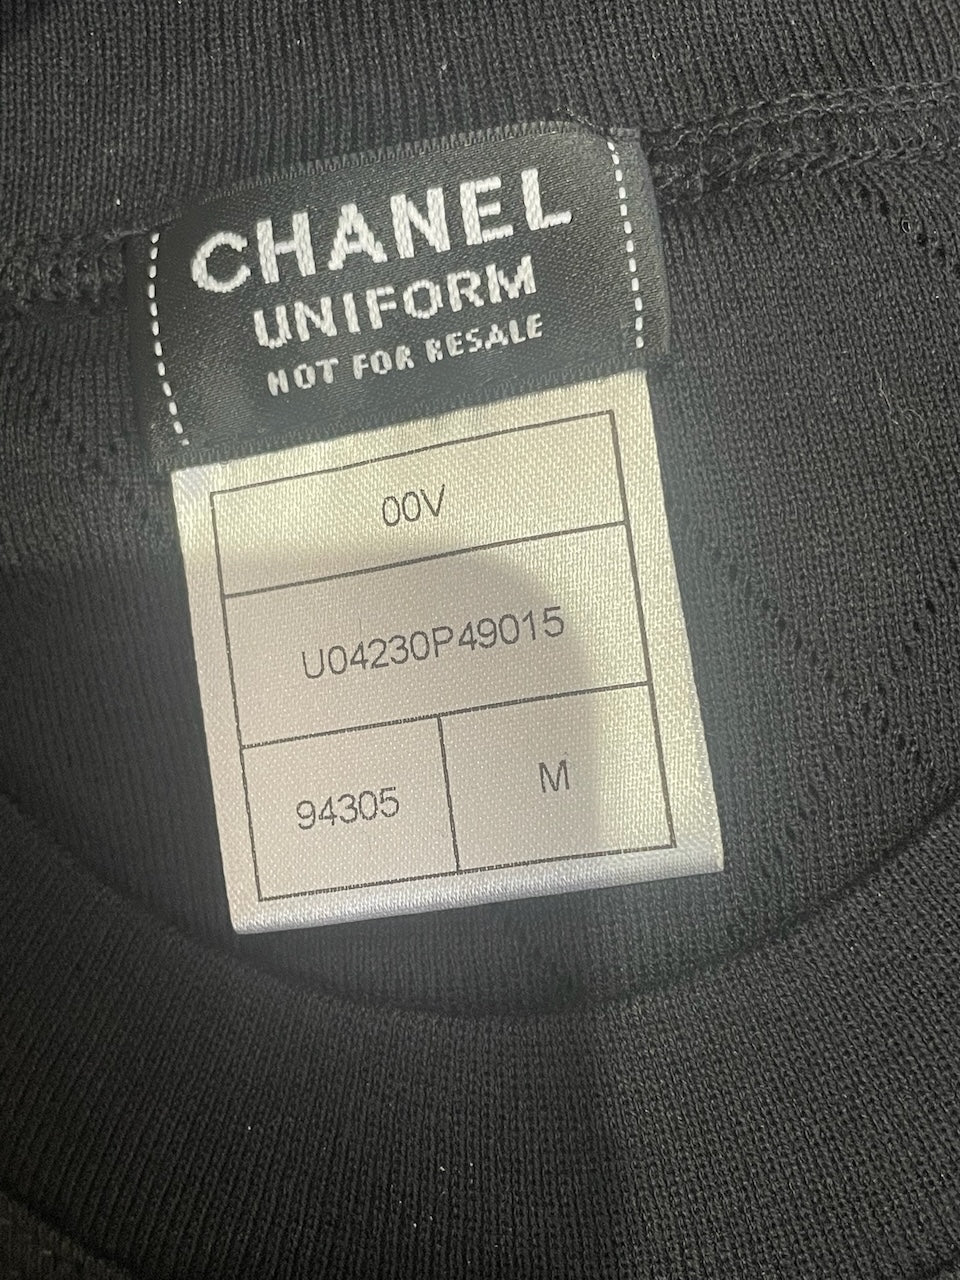 CHANEL
UNIFORM
NOT FOR RESALE
00V
U04230P49015
94305 M